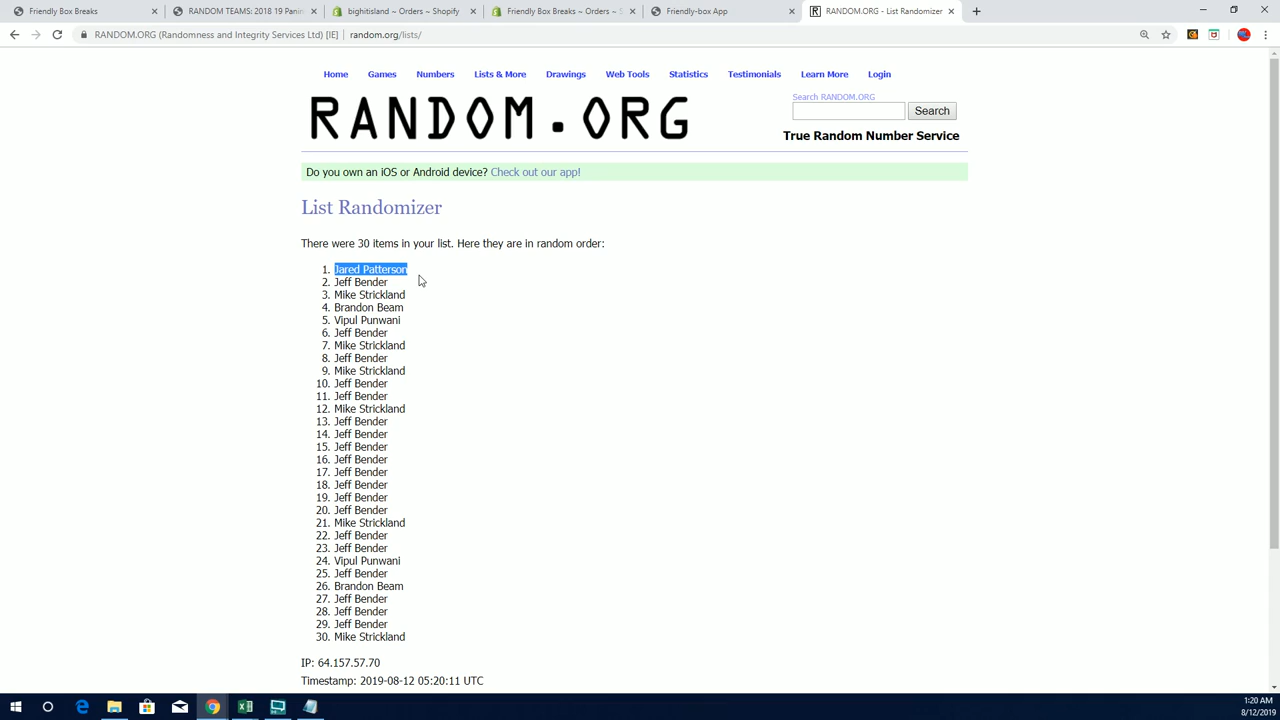 Friendly Box Breaks
RANDOM TEAMS: 2018 19 Panin
bighitisland ~ Orders ~ Shopify
Friendly Box Breaks ~ Orders ~ S
Friendly-box App
RANDOM.ORG - List Randomizer
RANDOM.ORG (Randomness and Integrity Services Ltd) [IE] | random.org/lists/
Home Games Numbers Lists & More Drawings Web Tools Statistics Testimonials Learn More Login
RANDOM.ORG
Search RANDOM.ORG
Search
True Random Number Service
Do you own an iOS or Android device? Check out our app!
List Randomizer
There were 30 items in your list. Here they are in random order:
1. Jared Patterson
2. Jeff Bender
3. Mike Strickland
4. Brandon Beam
5. Vipul Punwani
6. Jeff Bender
7. Mike Strickland
8. Jeff Bender
9. Mike Strickland
10. Jeff Bender
11. Jeff Bender
12. Mike Strickland
13. Jeff Bender
14. Jeff Bender
15. Jeff Bender
16. Jeff Bender
17. Jeff Bender
18. Jeff Bender
19. Jeff Bender
20. Jeff Bender
21. Mike Strickland
22. Jeff Bender
23. Jeff Bender
24. Vipul Punwani
25. Jeff Bender
26. Brandon Beam
27. Jeff Bender
28. Jeff Bender
29. Jeff Bender
30. Mike Strickland
IP: 64.157.57.70
Timestamp: 2019-08-12 05:20:11 UTC
1:20 AM
8/12/2019